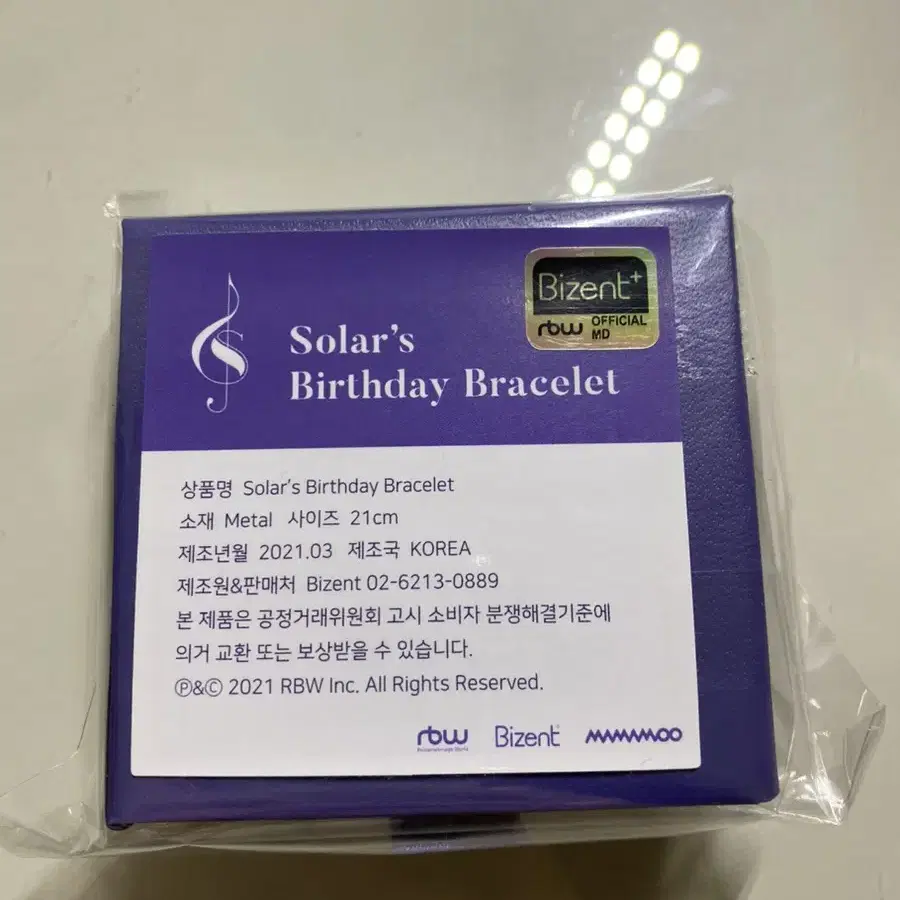 Bizent+
rbw OFFICIAL
MD
Solar's
Birthday Bracelet
상품명 Solar's Birthday Bracelet
소재 Metal 사이즈 21cm
제조년월 2021.03 제조국 KOREA
제조원&판매처 Bizent 02-6213-0889
본 제품은 공정거래위원회 고시 소비자 분쟁해결기준에
의거 교환 또는 보상받을 수 있습니다.
Ⓟ&Ⓒ 2021 RBW Inc. All Rights Reserved.
rbw Bizent MAMAMOO